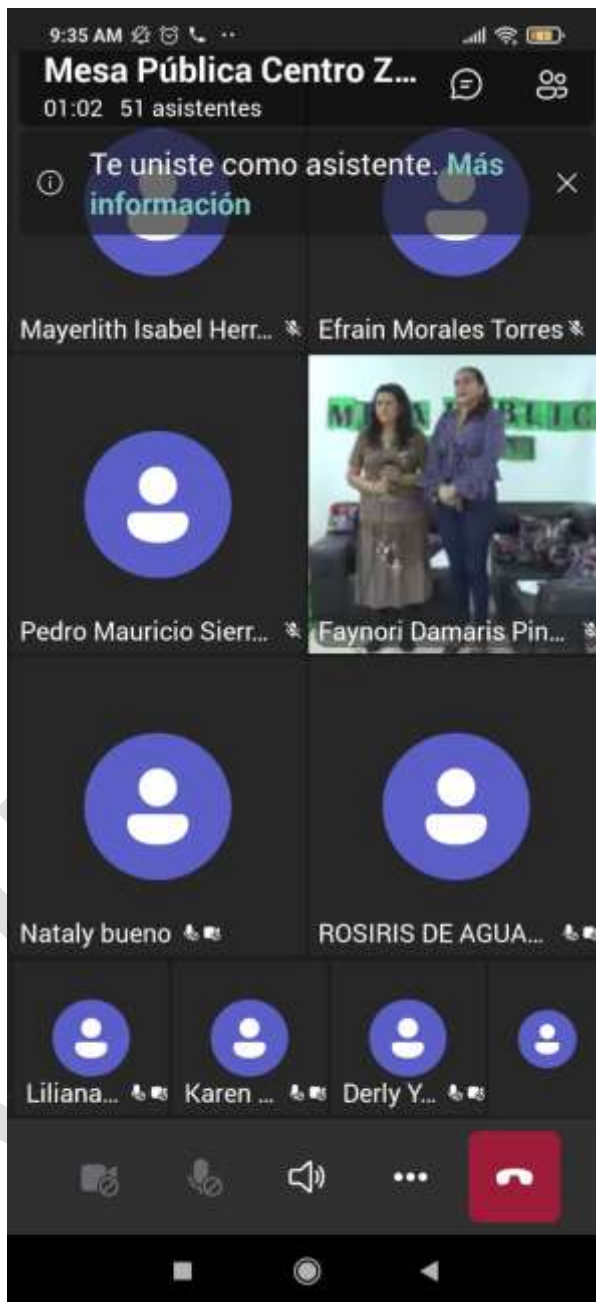 9:35 AM
Mesa Pública Centro Z...
01:02 51 asistentes
Te uniste como asistente. Más
información
Mayerlith Isabel Herr...
Efrain Morales Torres
Pedro Mauricio Sierr...
Faynori Damaris Pin...
Nataly bueno
ROSIRIS DE AGUA...
Liliana...
Karen ...
Derly Y...